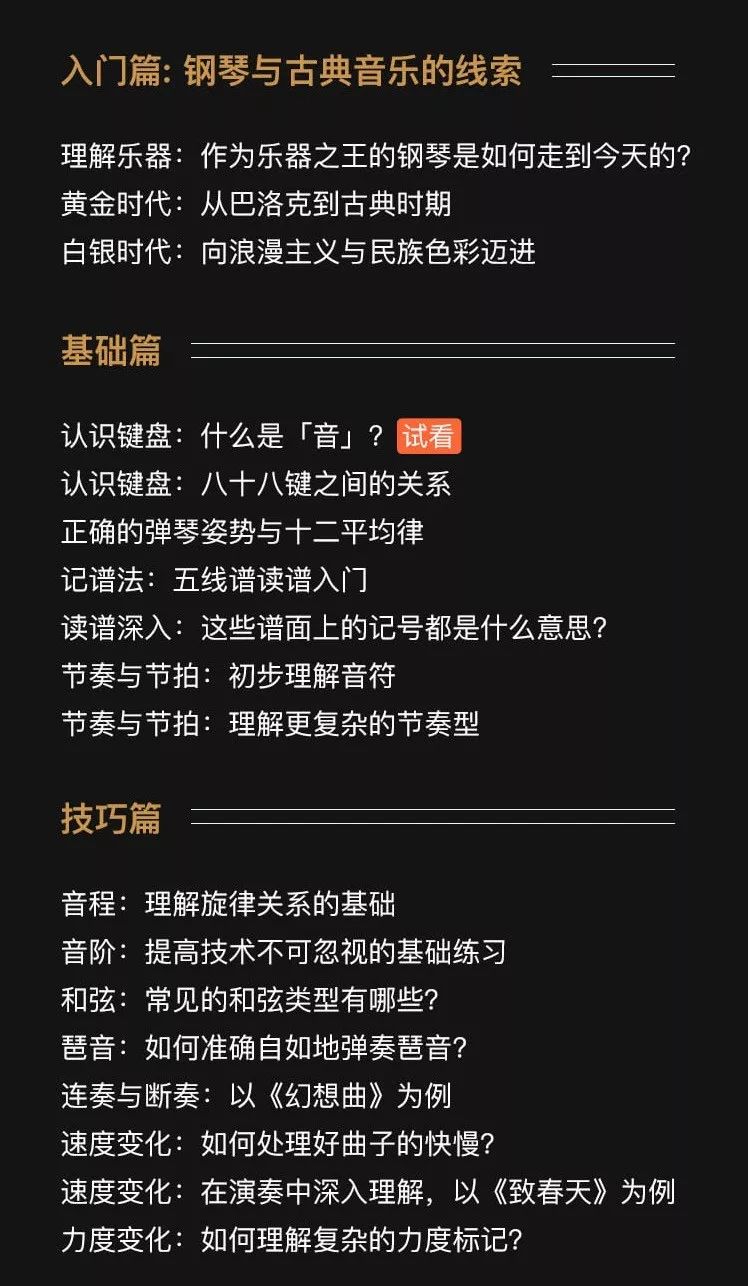 入门篇: 钢琴与古典音乐的线索
理解乐器：作为乐器之王的钢琴是如何走到今天的?
黄金时代：从巴洛克到古典时期
白银时代：向浪漫主义与民族色彩迈进
基础篇
认识键盘：什么是「音」? 试看
认识键盘：八十八键之间的关系
正确的弹琴姿势与十二平均律
记谱法：五线谱读谱入门
读谱深入：这些谱面上的记号都是什么意思?
节奏与节拍：初步理解音符
节奏与节拍：理解更复杂的节奏型
技巧篇
音程：理解旋律关系的基础
音阶：提高技术不可忽视的基础练习
和弦：常见的和弦类型有哪些?
琶音：如何准确自如地弹奏琶音?
连奏与断奏：以《幻想曲》为例
速度变化：如何处理好曲子的快慢?
速度变化：在演奏中深入理解，以《致春天》为例
力度变化：如何理解复杂的力度标记?